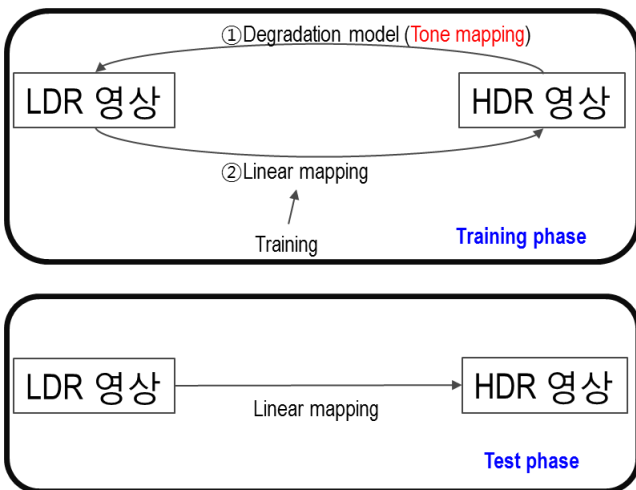 ①Degradation model (Tone mapping)
LDR 영상
HDR 영상
②Linear mapping
Training
Training phase
LDR 영상
HDR 영상
Linear mapping
Test phase